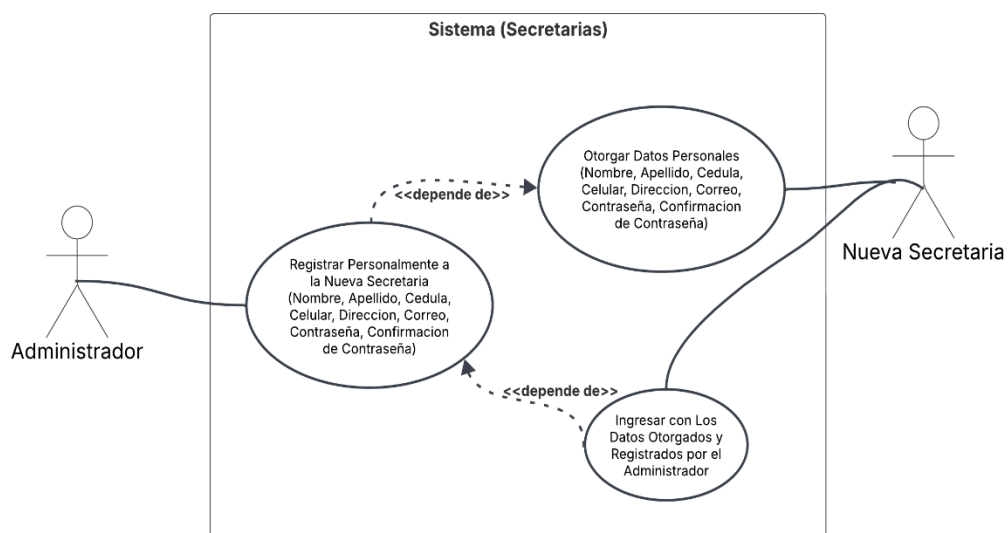 Sistema (Secretarias)
Otorgar Datos Personales
(Nombre, Apellido, Cedula,
Celular, Direccion, Correo,
Contraseña, Confirmacion
de Contraseña)
<<depende de>>
Nueva Secretaria
Registrar Personalmente a
la Nueva Secretaria
(Nombre, Apellido, Cedula,
Celular, Direccion, Correo,
Contraseña, Confirmacion
de Contraseña)
Administrador
<<depende de>>
Ingresar con Los
Datos Otorgados y
Registrados por el
Administrador